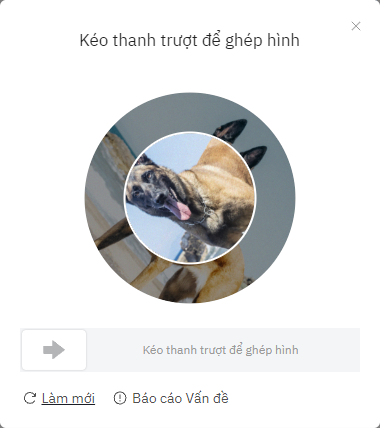 Kéo thanh trượt để ghép hình
Kéo thanh trượt để ghép hình
Làm mới
Báo cáo Vấn đề